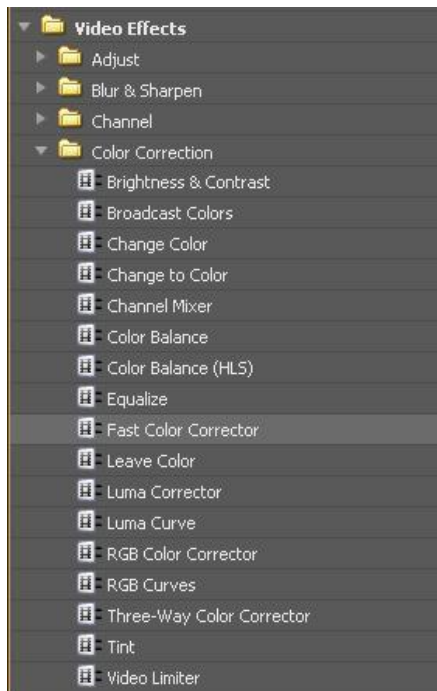 Video Effects
Adjust
Blur & Sharpen
Channel
Color Correction
Brightness & Contrast
Broadcast Colors
Change Color
Change to Color
Channel Mixer
Color Balance
Color Balance (HLS)
Equalize
Fast Color Corrector
Leave Color
Luma Corrector
Luma Curve
RGB Color Corrector
RGB Curves
Three-Way Color Corrector
Tint
Video Limiter